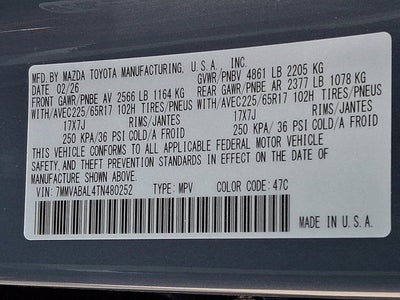 MFD. BY MAZDA TOYOTA MANUFACTURING, U.S.A., INC.
DATE 02/26 GVWR/PNBV 4861 LB 2205 KG
FRONT GAWR/PNBE AV 2566 LB 1164 KG REAR GAWR/PNBE AR 2377 LB 1078 KG
WITH/AVEC225/65R17 102H TIRES/PNEUS WITH/AVEC225/65R17 102H TIRES/PNEUS
17X7J RIMS/JANTES 17X7J RIMS/JANTES
250 KPA/36 PSI COLD/A FROID 250 KPA/36 PSI COLD/A FROID
THIS VEHICLE CONFORMS TO ALL APPLICABLE FEDERAL MOTOR VEHICLE
SAFETY AND THEFT PREVENTION STANDARDS IN EFFECT ON THE DATE OF
MANUFACTURE SHOWN ABOVE.
VIN: 7MMVABAL4TN480252 TYPE: MPV COLOR CODE: 47C
MADE IN U.S.A.